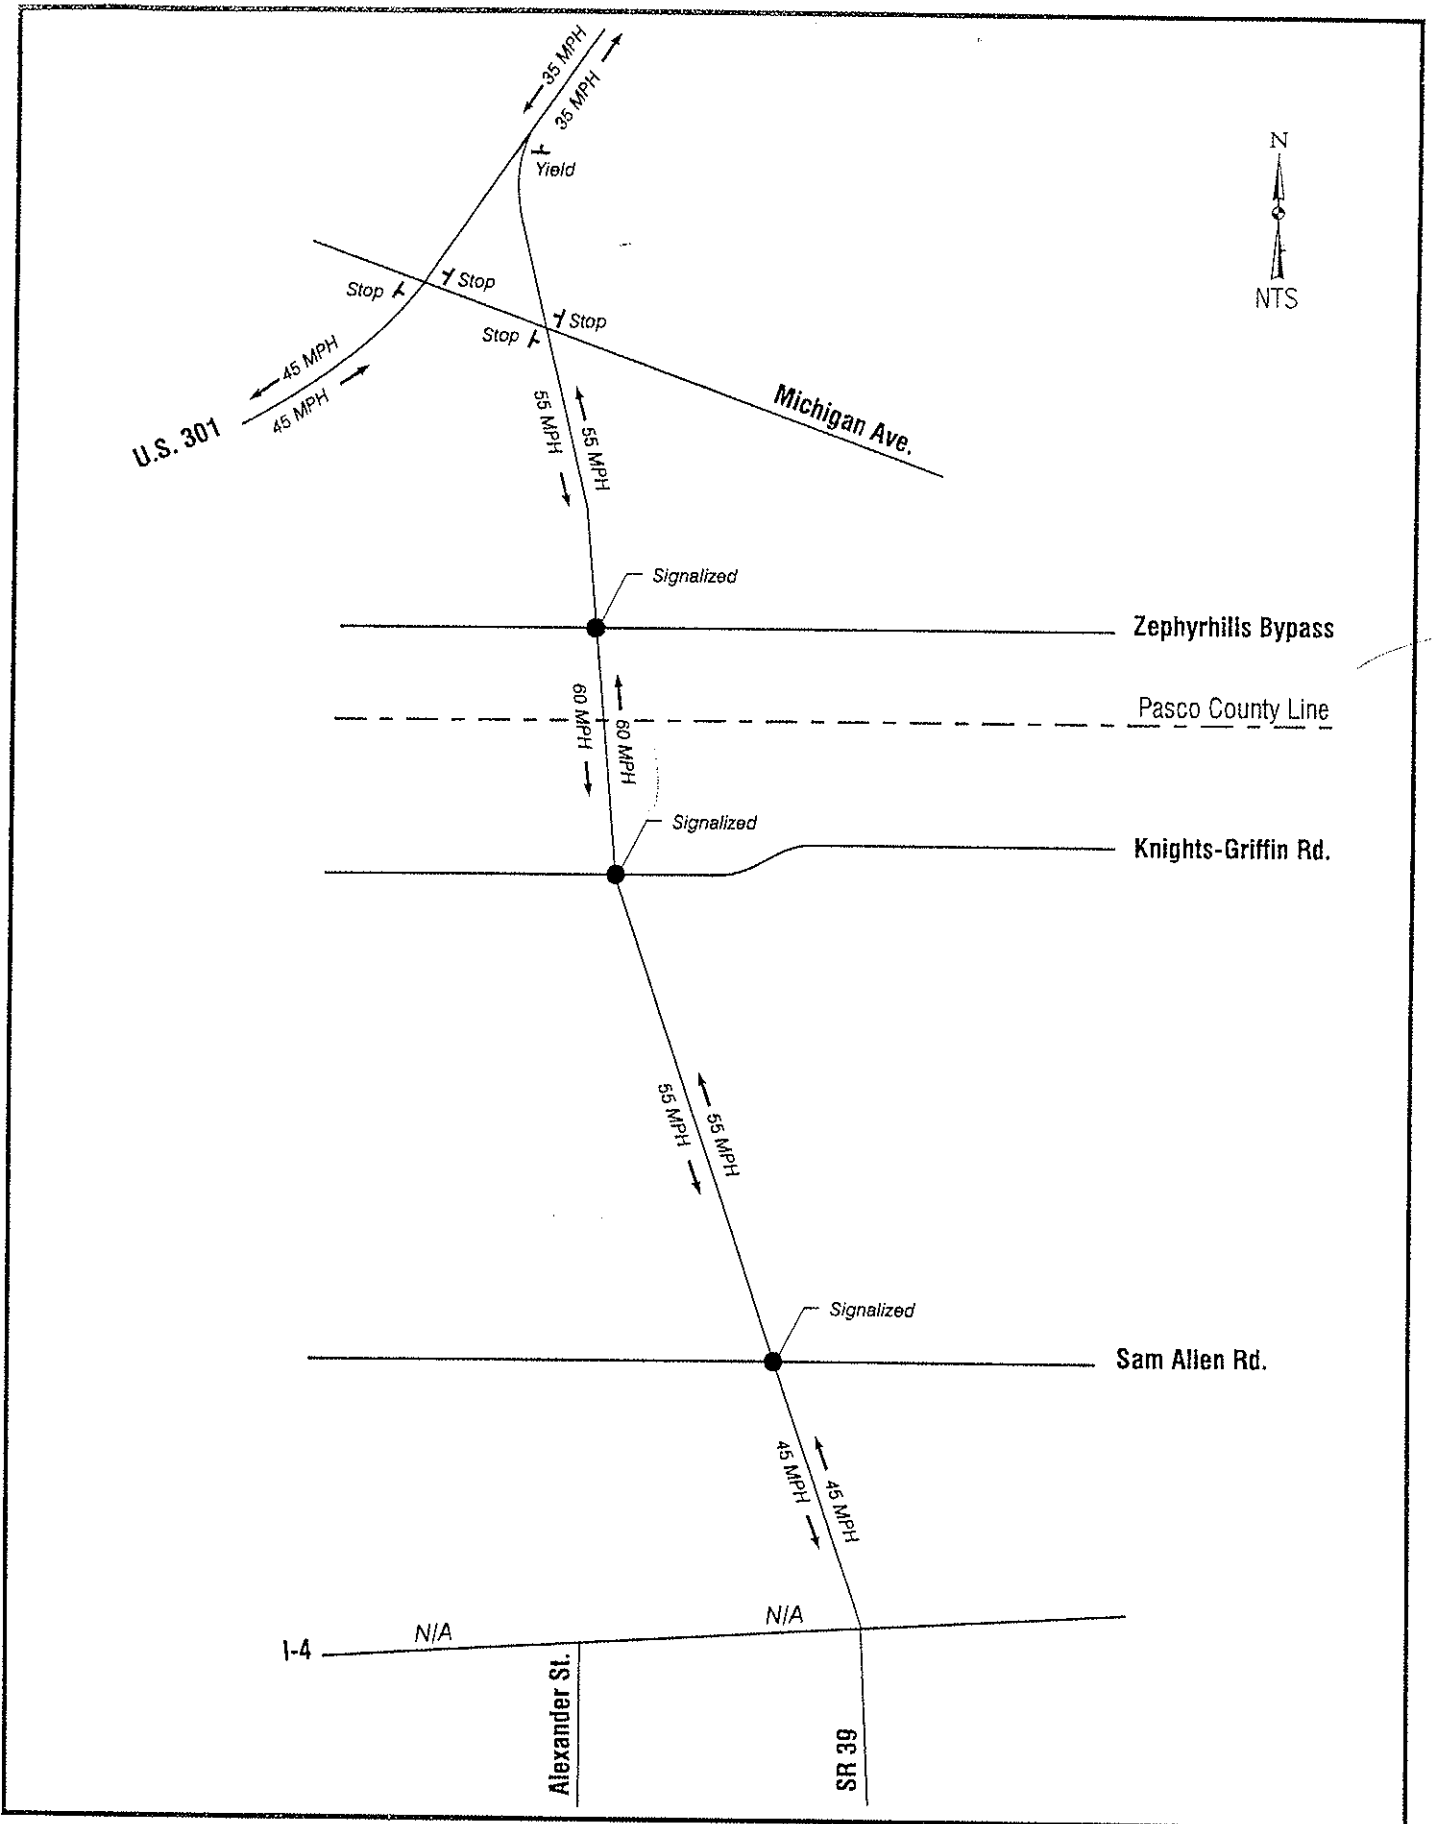 35 MPH
35 MPH
N
Yield
NTS
Stop
Stop
Stop
Stop
45 MPH
45 MPH
U.S. 301
55 MPH
55 MPH
Michigan Ave.
Signalized
Zephyrhills Bypass
60 MPH
60 MPH
Pasco County Line
Signalized
Knights-Griffin Rd.
55 MPH
55 MPH
Signalized
Sam Allen Rd.
45 MPH
45 MPH
N/A
N/A
I-4
Alexander St.
SR 39